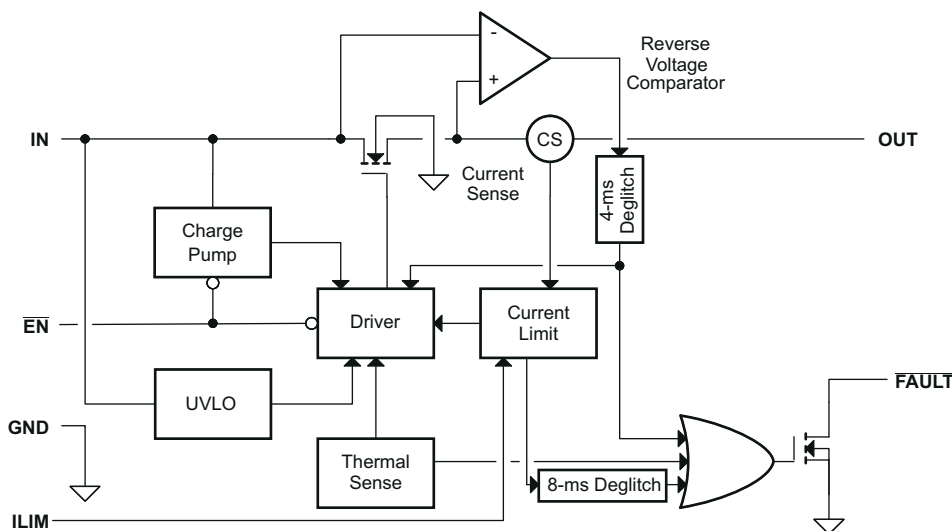 -
+
Reverse
Voltage
Comparator
IN
CS
OUT
Current
Sense
4-ms
Deglitch
Charge
Pump
EN
Driver
Current
Limit
UVLO
FAULT
GND
Thermal
Sense
8-ms Deglitch
ILIM